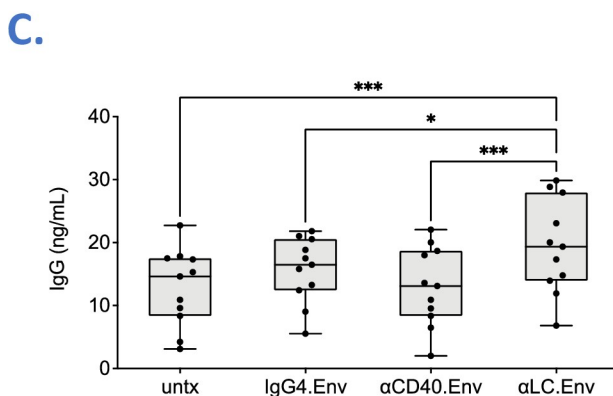 C.
***
*
***
40
30
20
10
0
IgG (ng/mL)
untx IgG4.Env αCD40.Env αLC.Env